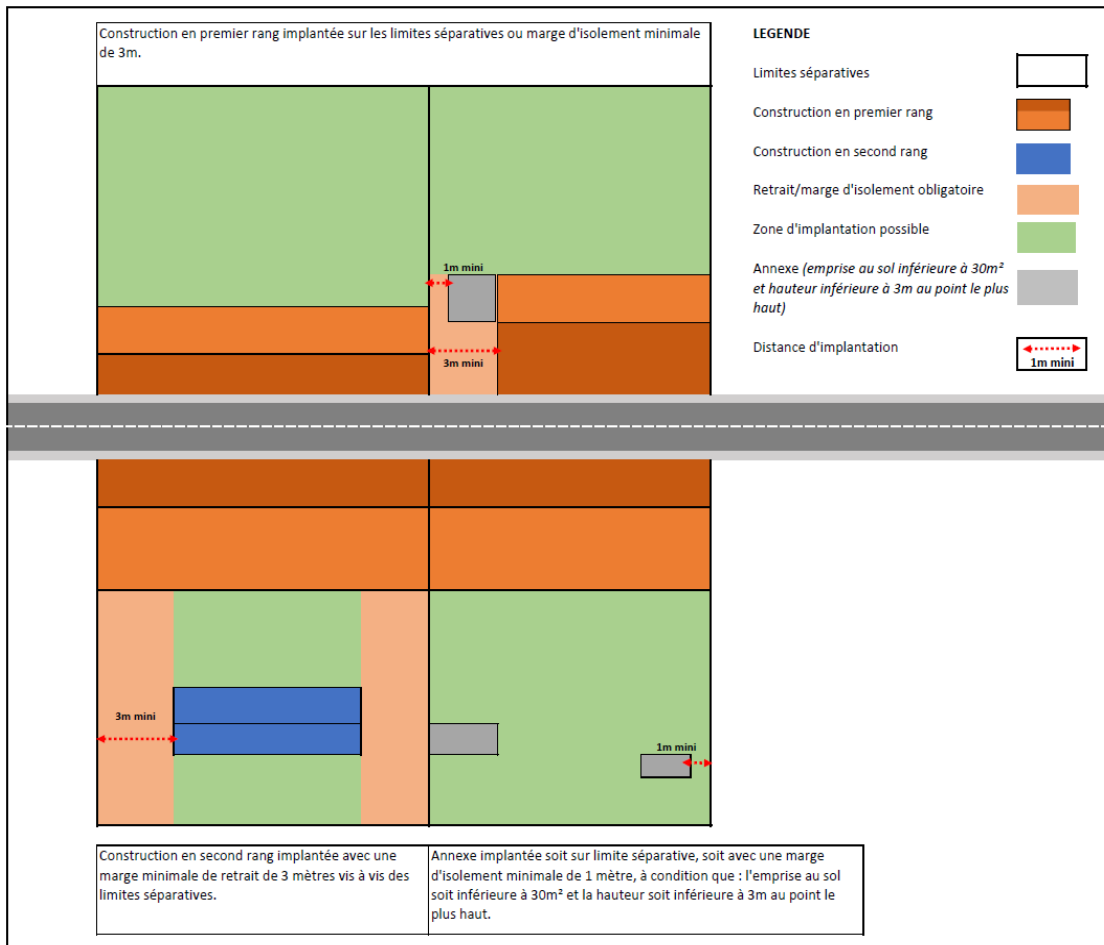 Construction en premier rang implantée sur les limites séparatives ou marge d'isolement minimale
de 3m.
LEGENDE
Limites séparatives
Construction en premier rang
Construction en second rang
Retrait/marge d'isolement obligatoire
Zone d'implantation possible
Annexe (emprise au sol inférieure à 30m²
et hauteur inférieure à 3m au point le plus
haut)
Distance d'implantation
1m mini
1m mini
3m mini
3m mini
1m mini
Construction en second rang implantée avec une
marge minimale de retrait de 3 mètres vis à vis des
limites séparatives.
Annexe implantée soit sur limite séparative, soit avec une marge
d'isolement minimale de 1 mètre, à condition que : l'emprise au sol
soit inférieure à 30m² et la hauteur soit inférieure à 3m au point le
plus haut.